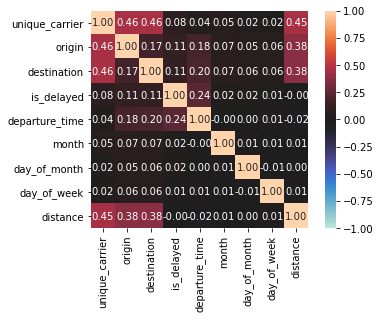 unique_carrier 1.00 0.46 0.46 0.08 0.04 0.05 0.02 0.02 0.45
origin 0.46 1.00 0.17 0.11 0.18 0.07 0.05 0.06 0.38
destination 0.46 0.17 1.00 0.11 0.20 0.07 0.06 0.06 0.38
is_delayed 0.08 0.11 0.11 1.00 0.24 0.02 0.02 0.01 -0.00
departure_time 0.04 0.18 0.20 0.24 1.00 -0.00 0.00 0.01 -0.02
month 0.05 0.07 0.07 0.02 -0.00 1.00 0.01 0.01 0.01
day_of_month 0.02 0.05 0.06 0.02 0.00 0.01 1.00 -0.01 0.00
day_of_week 0.02 0.06 0.06 0.01 0.01 0.01 -0.01 1.00 0.01
distance 0.45 0.38 0.38 -0.00 -0.02 0.01 0.00 0.01 1.00
unique_carrier
origin
destination
is_delayed
departure_time
month
day_of_month
day_of_week
distance
1.00
0.75
0.50
0.25
0.00
−0.25
−0.50
−0.75
−1.00